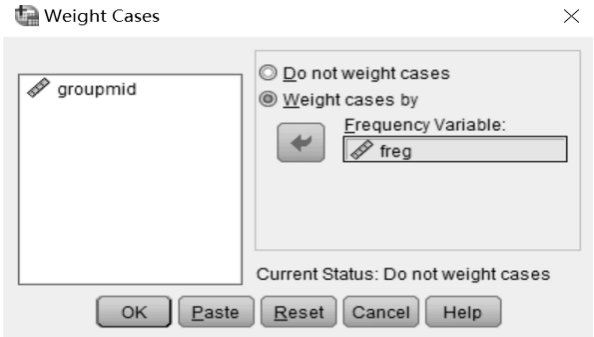 Weight Cases
groupmid
Do not weight cases
Weight cases by
Frequency Variable:
freg
Current Status: Do not weight cases
OK Paste Reset Cancel Help